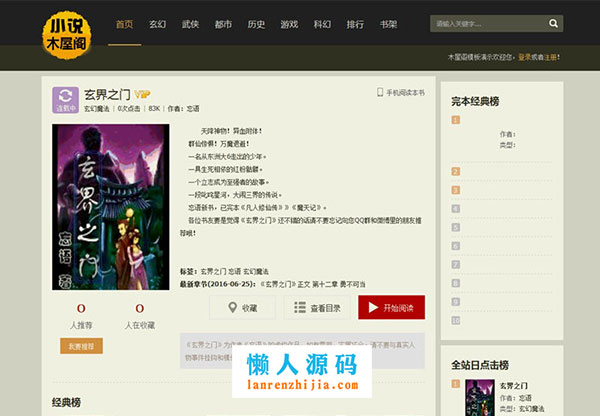 小说
木屋阁
首页 玄幻 武侠 都市 历史 游戏 科幻 排行 书架
请输入关键字...
木屋阁模板演示欢迎您,登录或者注册!
连载中
玄界之门 VIP
手机阅读本书
玄幻魔法 | 0次点击 | 83K | 作者:忘语
玄界之门
忘语 著
天降神物!异血附体!
群仙惊惧!万魔退避!
一名从东洲大6走出的少年。
一具生死相依的红粉骷髅。
一个立志成为至强者的故事。
一段叱咤星河,大闹三界的传说。
忘语新书,已完本《凡人修仙传》》《魔天记》。
各位书友要是觉得《玄界之门》还不错的话请不要忘记向您QQ群和微博里的朋友推
荐哦!
标签:玄界之门 忘语 玄幻魔法
最新章节(2016-06-25):《玄界之门》正文 第十二章 勇不可当
0 0
人推荐 人在收藏
我要推荐
收藏 查看目录 开始阅读
懒人源码
lanrenzhijia.com
经典榜
完本经典榜
1
作者:
类型:
2
3
4
5
6
7
8
9
10
全站日点击榜
1
玄界之门
作者:忘语
类型:玄幻魔法